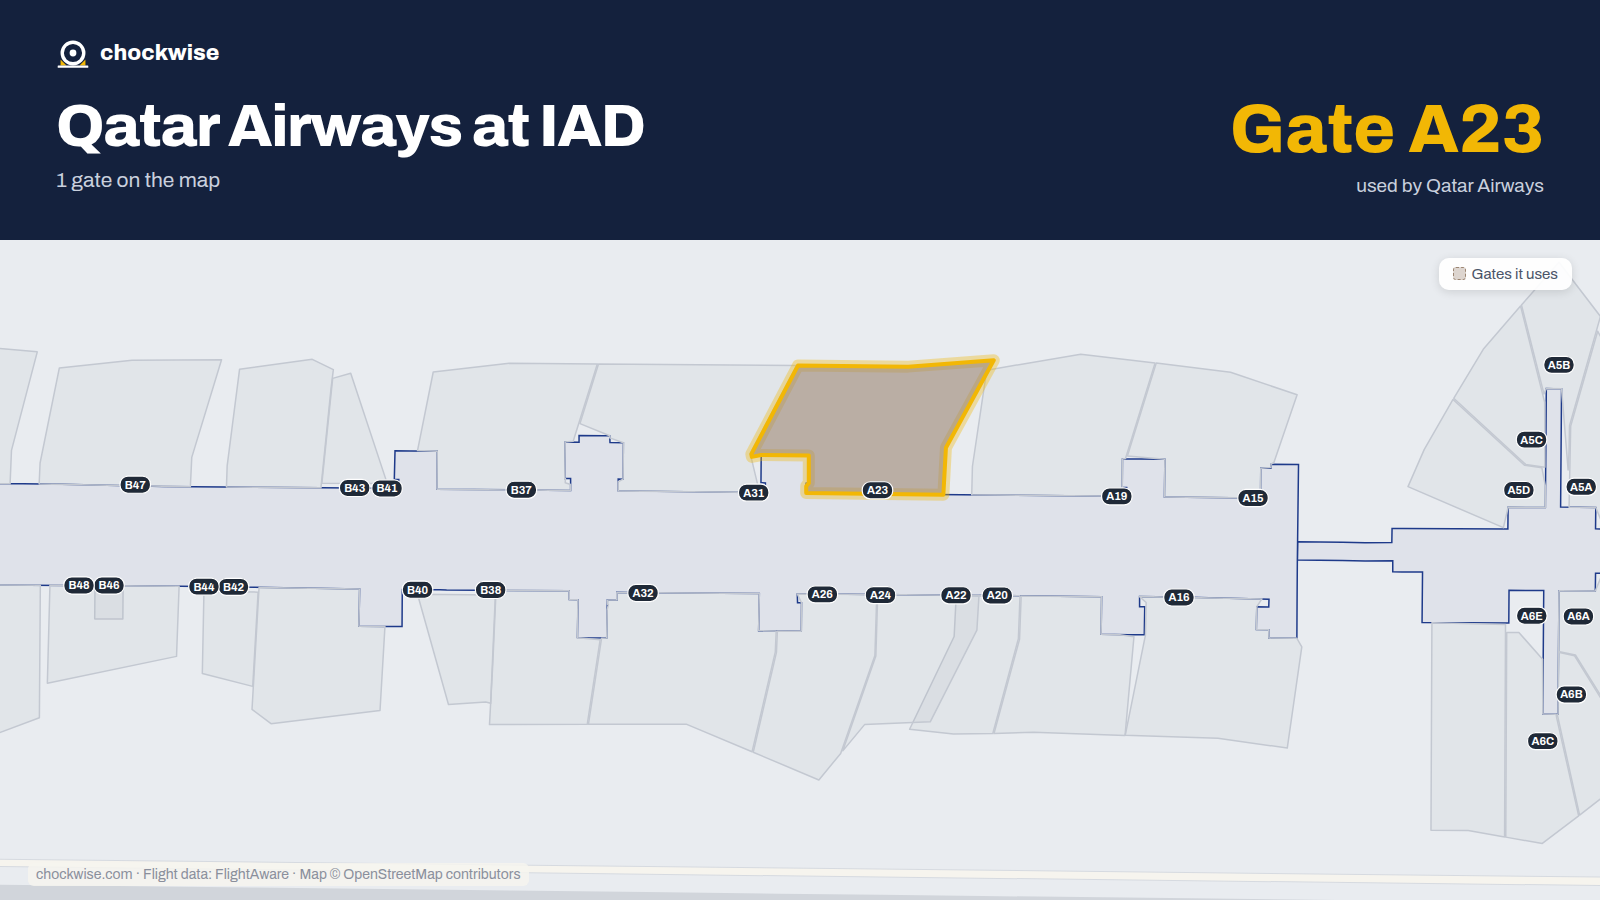 chockwise
Qatar Airways at IAD
1 gate on the map
Gate A23
used by Qatar Airways
Gates it uses
A5B
A5C
B47
B43
B41
B37
A31
A23
A19
A15
A5D
A5A
B48
B46
B44
B42
B40
B38
A32
A26
A24
A22
A20
A16
A6E
A6A
A6B
A6C
chockwise.com · Flight data: FlightAware · Map © OpenStreetMap contributors